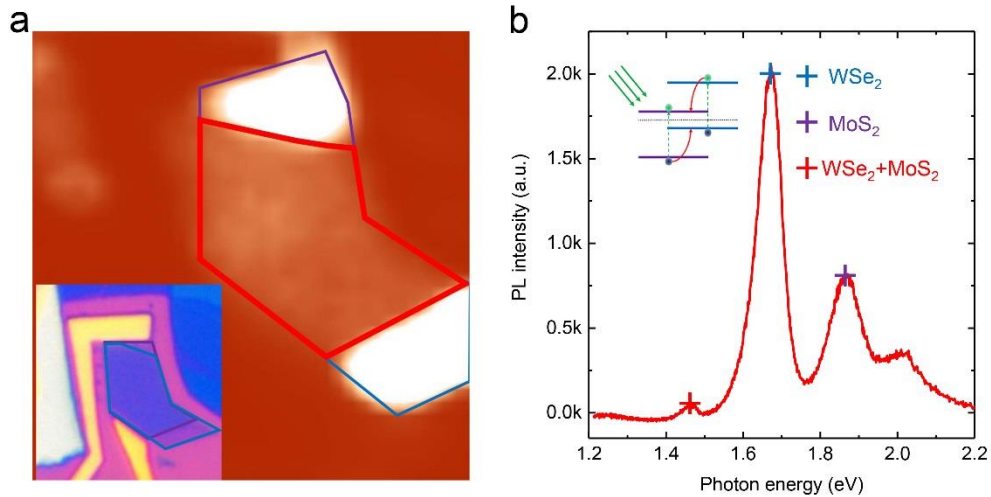 a
b
PL intensity (a.u.)
2.0k
1.5k
1.0k
0.5k
0.0k
WSe₂
MoS₂
WSe₂+MoS₂
1.2 1.4 1.6 1.8 2.0 2.2
Photon energy (eV)